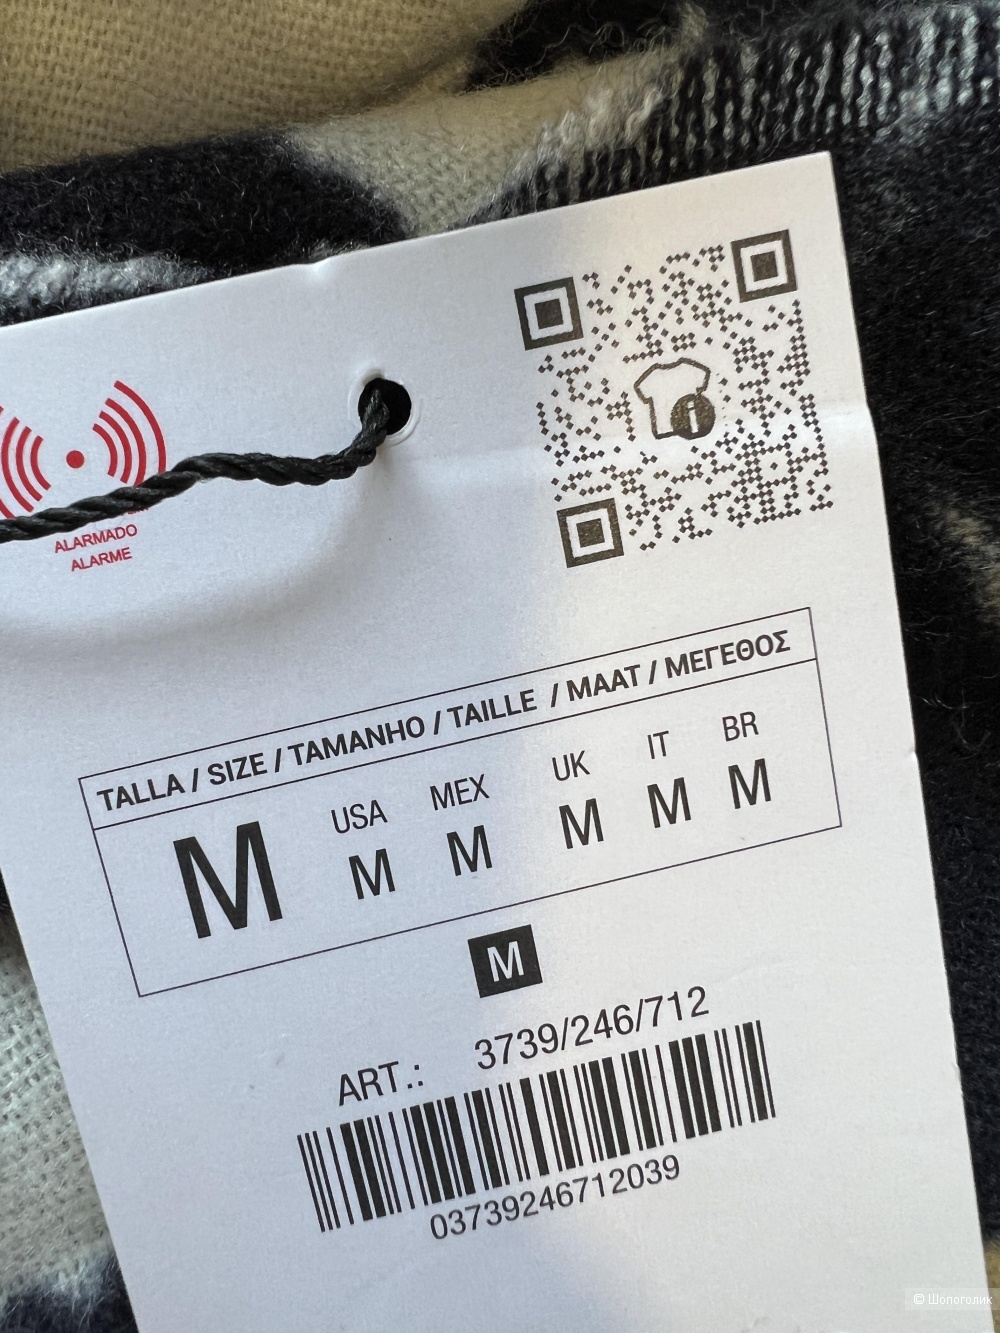 ALARMADO
ALARME
TALLA / SIZE / TAMANHO / TAILLE / MAAT / ΜΕΓΕΘΟΣ
M
USA MEX UK IT BR
M M M M M
M
ART.: 3739/246/712
03739246712039
© Шопоголик